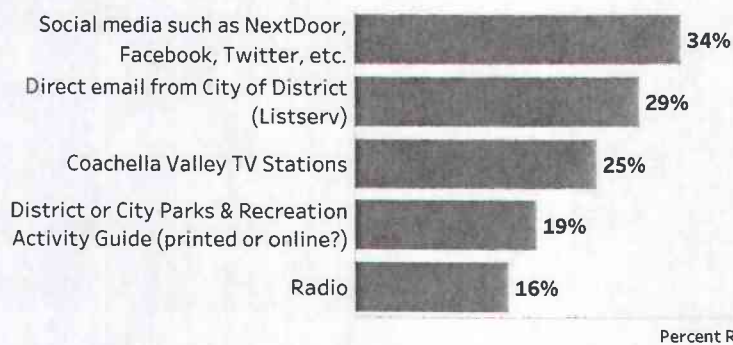 Social media such as NextDoor,
Facebook, Twitter, etc.
34%
Direct email from City of District
(Listserv)
29%
Coachella Valley TV Stations
25%
District or City Parks & Recreation
Activity Guide (printed or online?)
19%
Radio
16%
Percent R